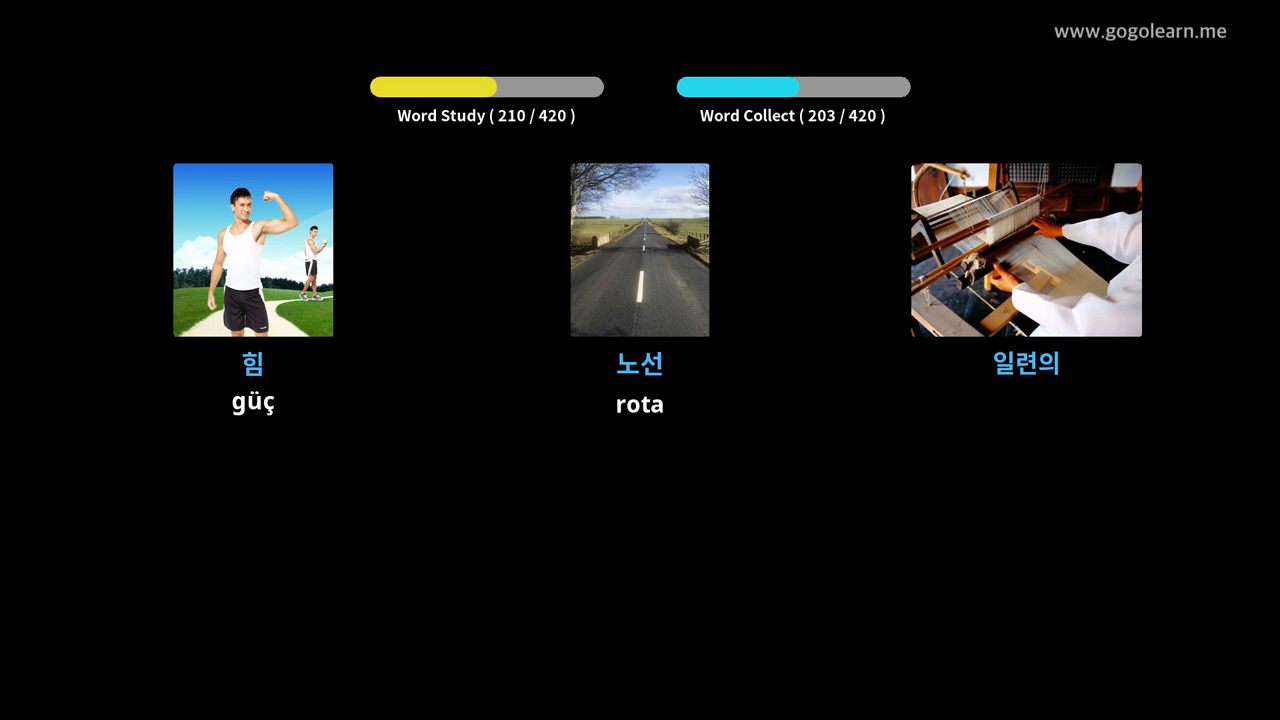 www.gogolearn.me
Word Study ( 210 / 420 )
Word Collect ( 203 / 420 )
힘
güç
노선
rota
일련의